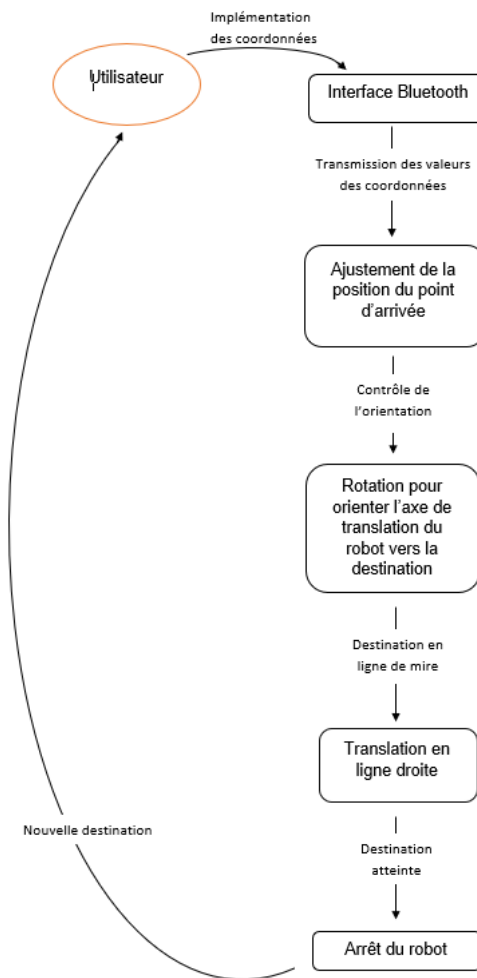 Implémentation
des coordonnées
Utilisateur
Interface Bluetooth
Transmission des valeurs
des coordonnées
Ajustement de la
position du point
d'arrivée
Contrôle de
l'orientation
Rotation pour
orienter l'axe de
translation du
robot vers la
destination
Destination en
ligne de mire
Translation en
ligne droite
Nouvelle destination
Destination
atteinte
Arrêt du robot